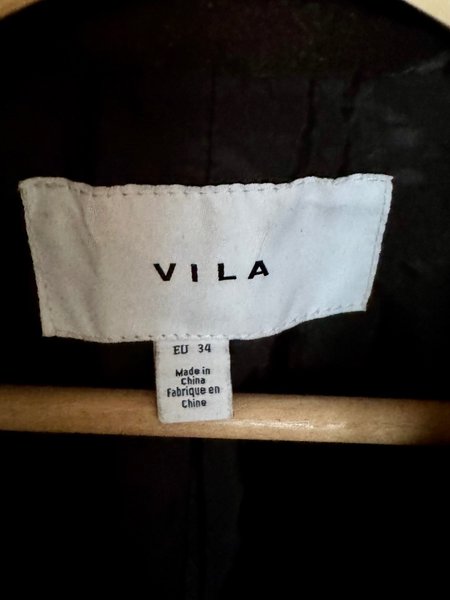 VILA
EU 34
Made in
China
Fabrique en
Chine